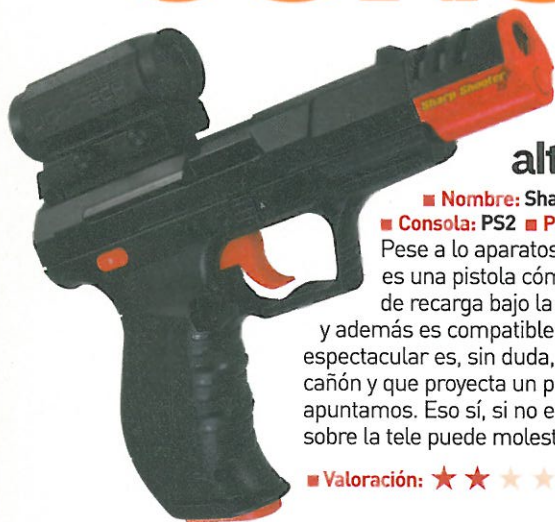 Sharp Shooter
alt
■ Nombre: Sha
■ Consola: PS2 ■ P
Pese a lo aparatos
es una pistola cóm
de recarga bajo la
y además es compatible
espectacular es, sin duda,
cañón y que proyecta un p
apuntamos. Eso sí, si no e
sobre la tele puede molest
■ Valoración: ★ ★ ★ ★